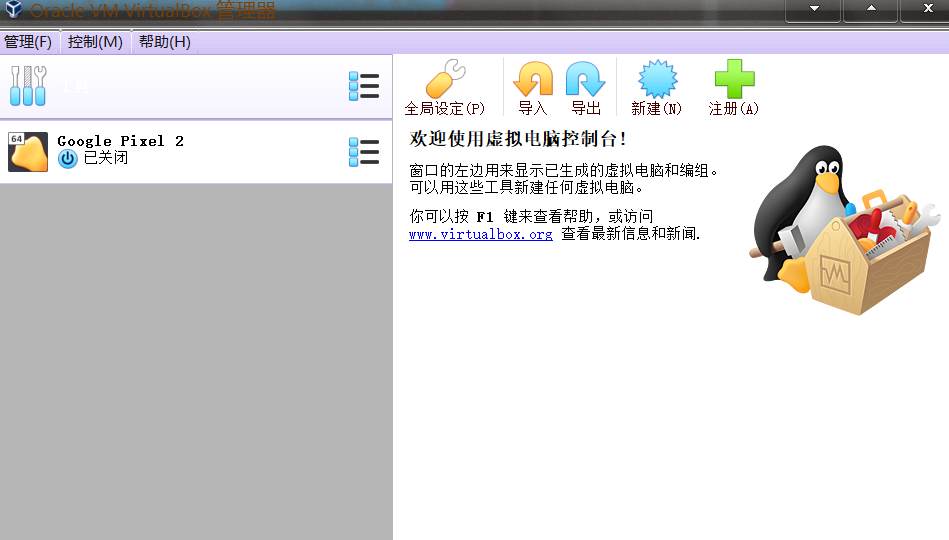 Oracle VM VirtualBox 管理器
管理(F) 控制(M) 帮助(H)
工具
全局设定(P) 导入 导出 新建(N) 注册(A)
64
Google Pixel 2
已关闭
欢迎使用虚拟电脑控制台!
窗口的左边用来显示已生成的虚拟电脑和编组。
可以用这些工具新建任何虚拟电脑。
你可以按 F1 键来查看帮助，或访问
www.virtualbox.org 查看最新信息和新闻.